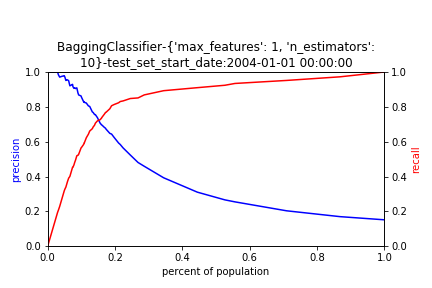 BaggingClassifier-{'max_features': 1, 'n_estimators':
10}-test_set_start_date:2004-01-01 00:00:00
1.0
0.8
0.6
0.4
0.2
0.0
precision
1.0
0.8
0.6
0.4
0.2
0.0
recall
0.0 0.2 0.4 0.6 0.8 1.0
percent of population